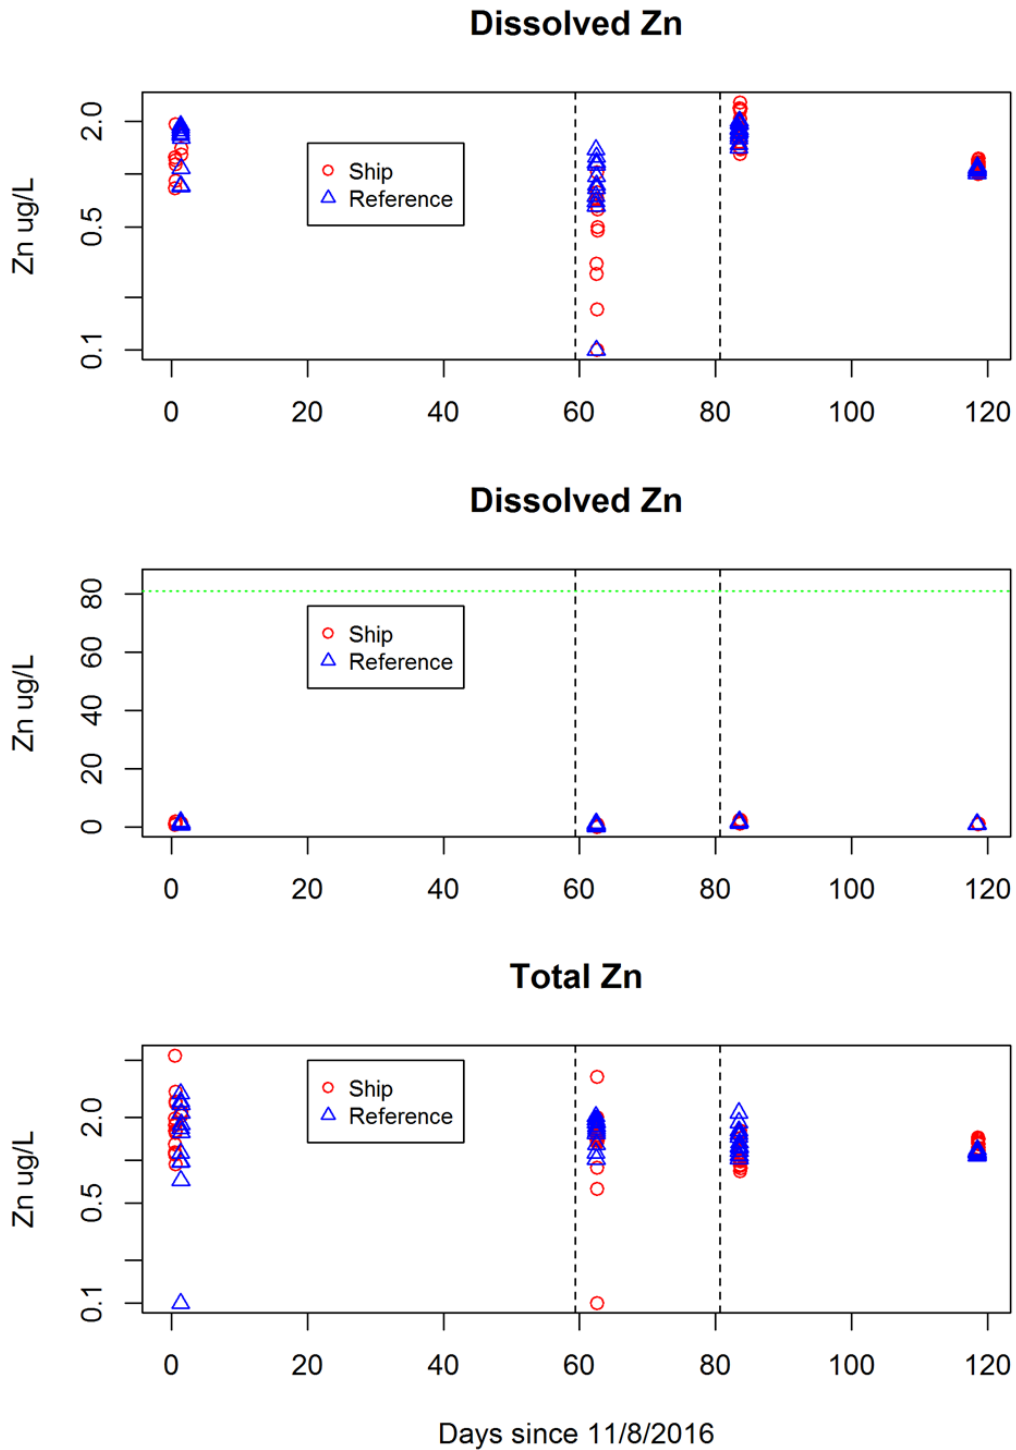 Dissolved Zn
Zn ug/L
2.0
0.5
0.1
Ship
Reference
0 20 40 60 80 100 120
Dissolved Zn
Zn ug/L
80
60
40
20
0
Ship
Reference
0 20 40 60 80 100 120
Total Zn
Zn ug/L
2.0
0.5
0.1
Ship
Reference
0 20 40 60 80 100 120
Days since 11/8/2016